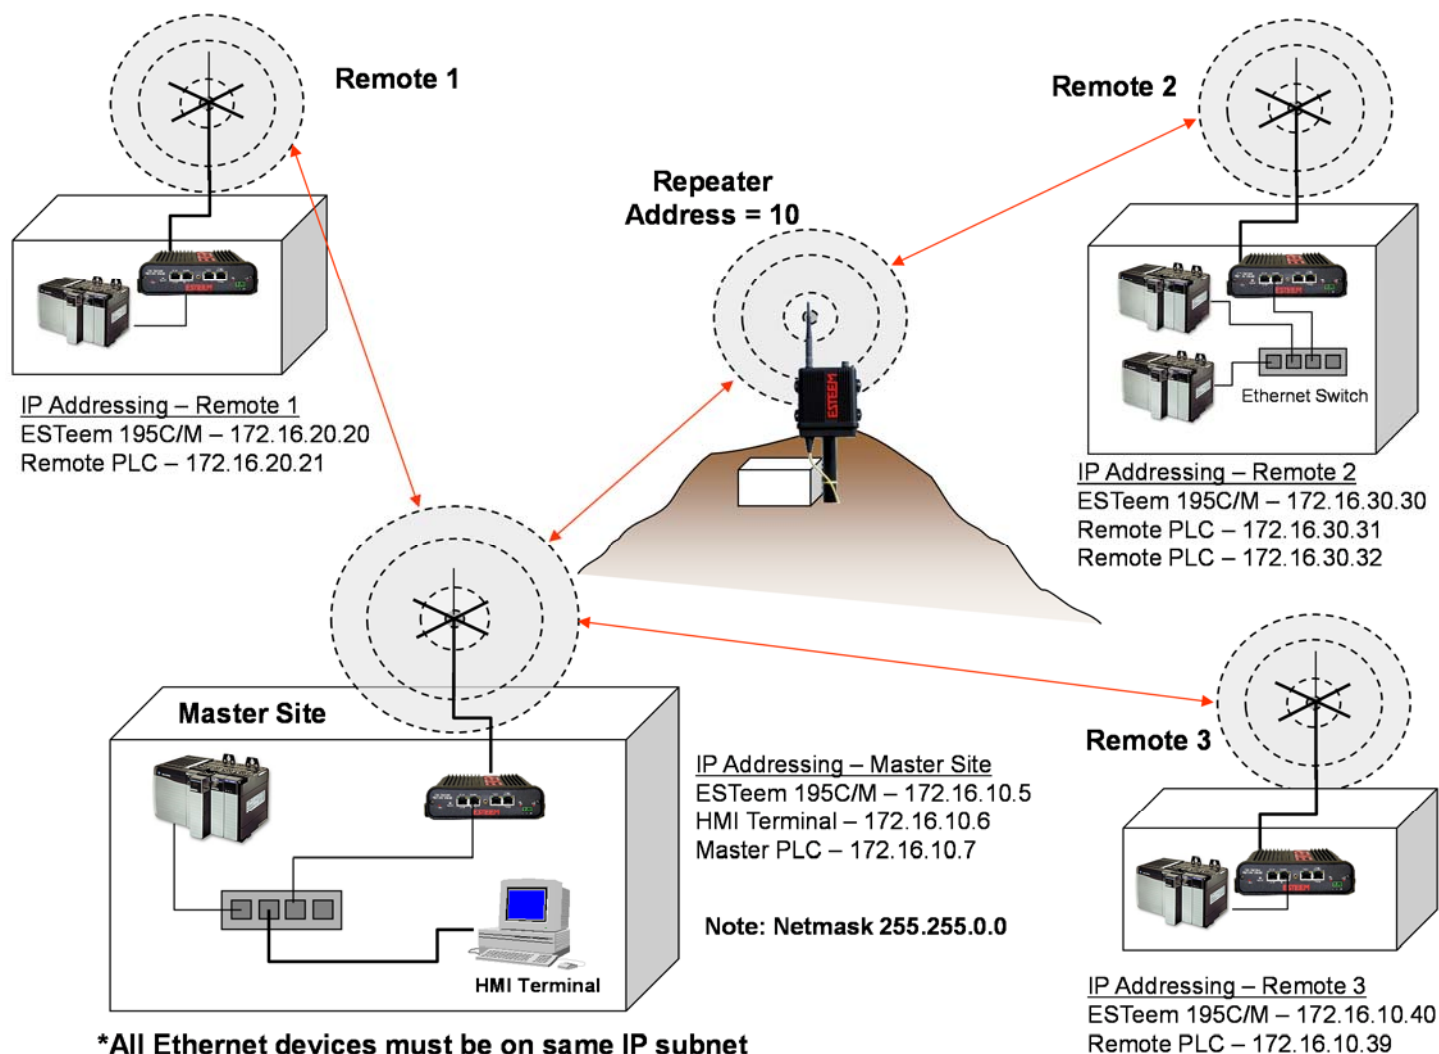 Remote 1
Remote 2
Repeater
Address = 10
ESTEEM
ESTEEM
ESTEEM
Ethernet Switch
IP Addressing – Remote 1
ESTeem 195C/M – 172.16.20.20
Remote PLC – 172.16.20.21
IP Addressing – Remote 2
ESTeem 195C/M – 172.16.30.30
Remote PLC – 172.16.30.31
Remote PLC – 172.16.30.32
Master Site
ESTEEM
IP Addressing – Master Site
ESTeem 195C/M – 172.16.10.5
HMI Terminal – 172.16.10.6
Master PLC – 172.16.10.7
Note: Netmask 255.255.0.0
HMI Terminal
Remote 3
ESTEEM
IP Addressing – Remote 3
ESTeem 195C/M – 172.16.10.40
Remote PLC – 172.16.10.39
*All Ethernet devices must be on same IP subnet